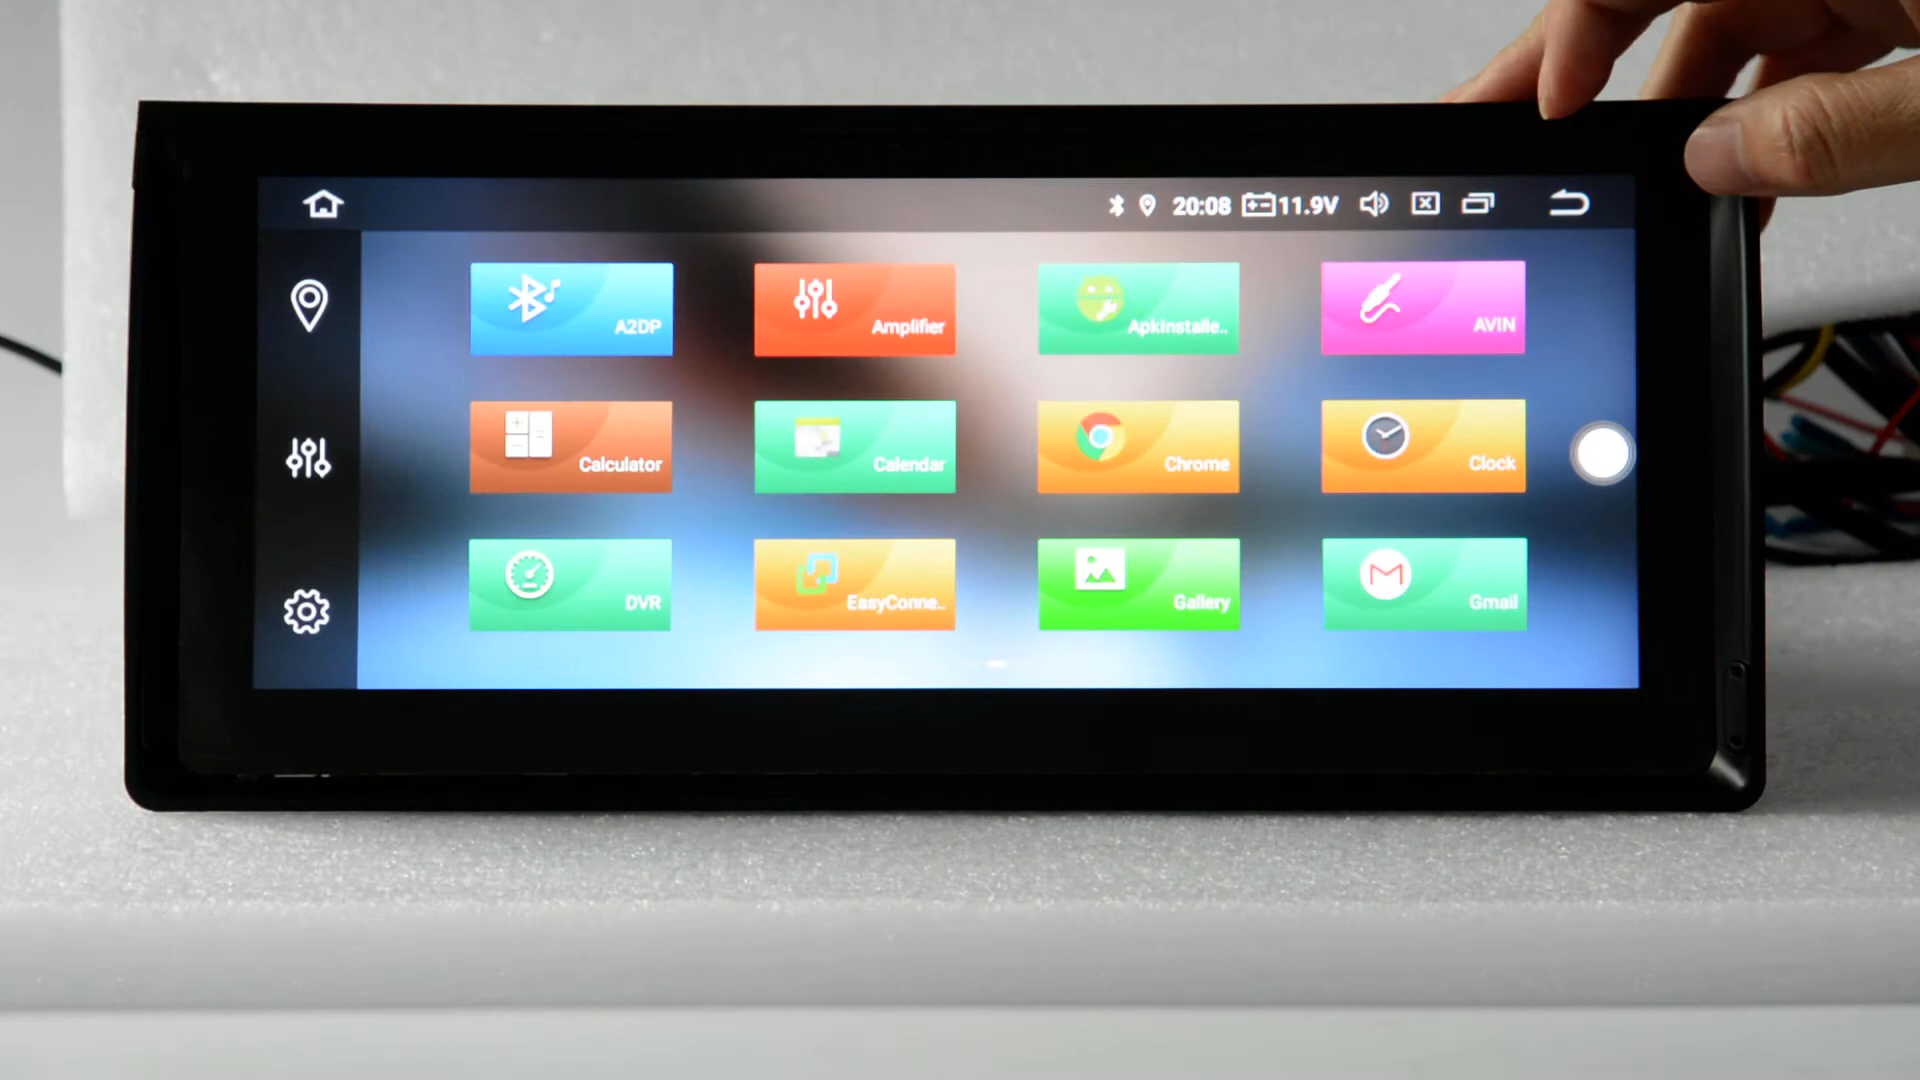 20:08 11.9V
A2DP Amplifier ApkInstalle.. AVIN
Calculator Calendar Chrome Clock
DVR EasyConne.. Gallery Gmail